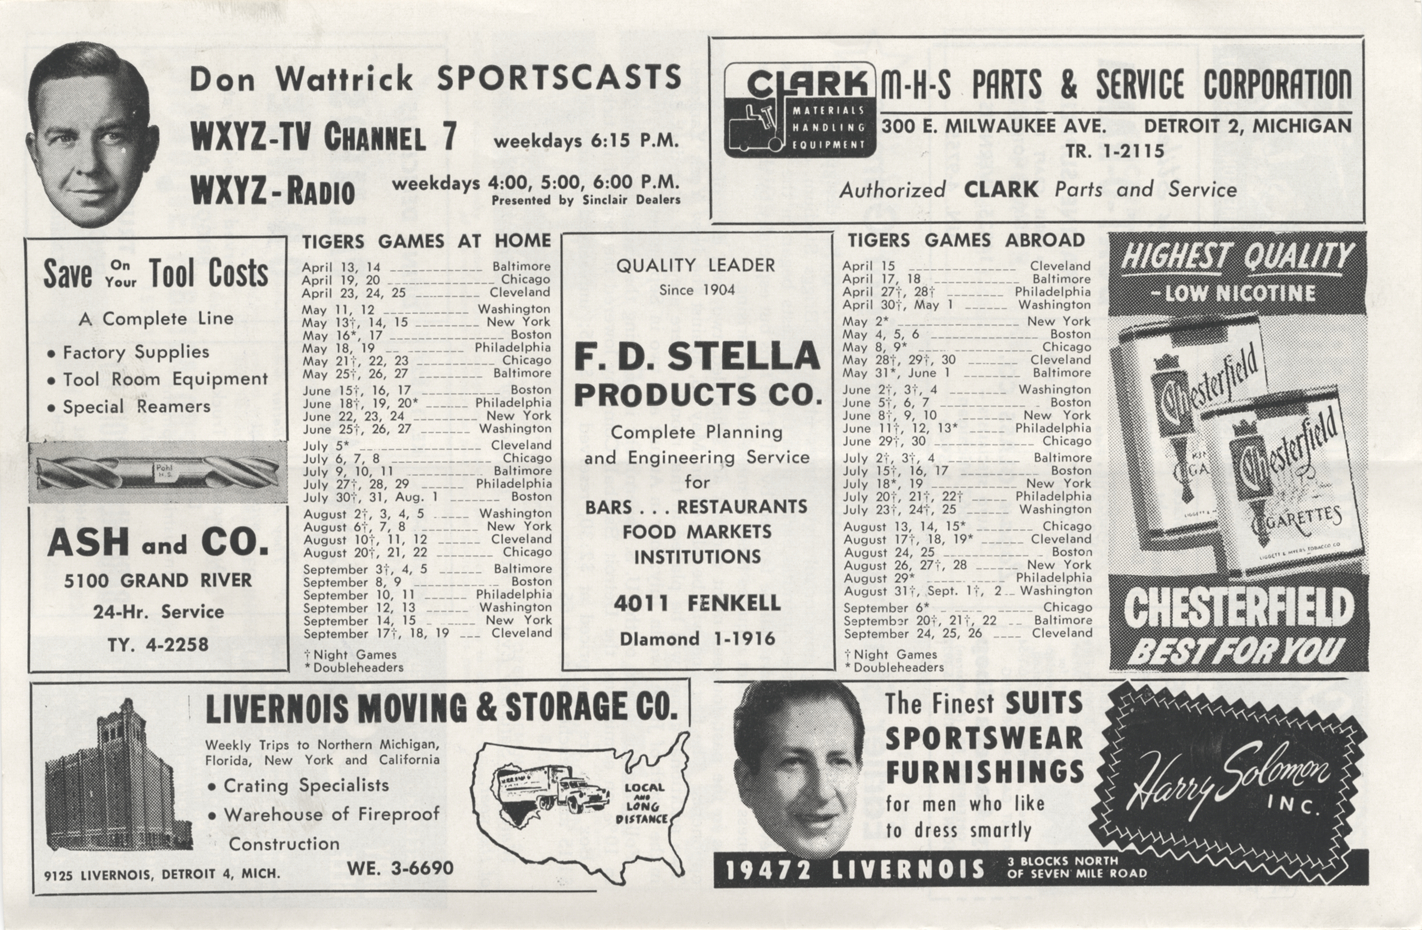 Don Wattrick SPORTSCASTS
WXYZ-TV CHANNEL 7 weekdays 6:15 P.M.
WXYZ-RADIO weekdays 4:00, 5:00, 6:00 P.M.
Presented by Sinclair Dealers
CLARK
MATERIALS
HANDLING
EQUIPMENT
M-H-S PARTS & SERVICE CORPORATION
300 E. MILWAUKEE AVE. DETROIT 2, MICHIGAN
TR. 1-2115
Authorized CLARK Parts and Service
Save On Your Tool Costs
A Complete Line
• Factory Supplies
• Tool Room Equipment
• Special Reamers
Pohl
H.S.
ASH and CO.
5100 GRAND RIVER
24-Hr. Service
TY. 4-2258
TIGERS GAMES AT HOME
April 13, 14 Baltimore
April 19, 20 Chicago
April 23, 24, 25 Cleveland
May 11, 12 Washington
May 13†, 14, 15 New York
May 16*, 17 Boston
May 18, 19 Philadelphia
May 21†, 22, 23 Chicago
May 25†, 26, 27 Baltimore
June 15†, 16, 17 Boston
June 18†, 19, 20* Philadelphia
June 22, 23, 24 New York
June 25†, 26, 27 Washington
July 5* Cleveland
July 6, 7, 8 Chicago
July 9, 10, 11 Baltimore
July 27†, 28, 29 Philadelphia
July 30†, 31, Aug. 1 Boston
August 2†, 3, 4, 5 Washington
August 6†, 7, 8 New York
August 10†, 11, 12 Cleveland
August 20†, 21, 22 Chicago
September 3†, 4, 5 Baltimore
September 8, 9 Boston
September 10, 11 Philadelphia
September 12, 13 Washington
September 14, 15 New York
September 17†, 18, 19 Cleveland
† Night Games
* Doubleheaders
QUALITY LEADER
Since 1904
F. D. STELLA
PRODUCTS CO.
Complete Planning
and Engineering Service
for
BARS . . . RESTAURANTS
FOOD MARKETS
INSTITUTIONS
4011 FENKELL
DIamond 1-1916
TIGERS GAMES ABROAD
April 15 Cleveland
April 17, 18 Baltimore
April 27†, 28† Philadelphia
April 30†, May 1 Washington
May 2* New York
May 4, 5, 6 Boston
May 8, 9* Chicago
May 28†, 29†, 30 Cleveland
May 31*, June 1 Baltimore
June 2†, 3†, 4 Washington
June 5†, 6, 7 Boston
June 8†, 9, 10 New York
June 11†, 12, 13* Philadelphia
June 29†, 30 Chicago
July 2†, 3†, 4 Baltimore
July 15†, 16, 17 Boston
July 18*, 19 New York
July 20†, 21†, 22† Philadelphia
July 23†, 24†, 25 Washington
August 13, 14, 15* Chicago
August 17†, 18, 19* Cleveland
August 24, 25 Boston
August 26, 27†, 28 New York
August 29* Philadelphia
August 31†, Sept. 1†, 2 Washington
September 6* Chicago
September 20†, 21†, 22 Baltimore
September 24, 25, 26 Cleveland
† Night Games
* Doubleheaders
HIGHEST QUALITY
- LOW NICOTINE
Chesterfield
Chesterfield
CIGARETTES
LIGGETT & MYERS TOBACCO CO
CHESTERFIELD
BEST FOR YOU
LIVERNOIS MOVING & STORAGE CO.
Weekly Trips to Northern Michigan,
Florida, New York and California
• Crating Specialists
• Warehouse of Fireproof
Construction
9125 LIVERNOIS, DETROIT 4, MICH. WE. 3-6690
LOCAL
AND
LONG
DISTANCE
The Finest SUITS
SPORTSWEAR
FURNISHINGS
for men who like
to dress smartly
Harry Solomon
INC.
19472 LIVERNOIS 3 BLOCKS NORTH
OF SEVEN MILE ROAD